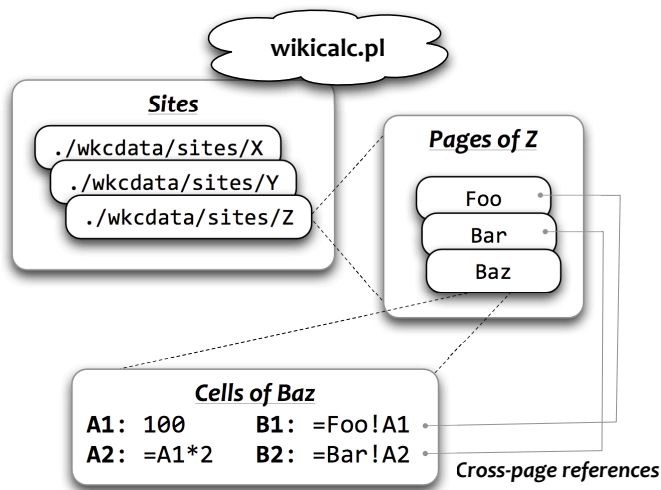 wikicalc.pl
Sites
./wkcdata/sites/X
./wkcdata/sites/Y
./wkcdata/sites/Z
Pages of Z
Foo
Bar
Baz
Cells of Baz
A1: 100 B1: =Foo!A1
A2: =A1*2 B2: =Bar!A2
Cross-page references